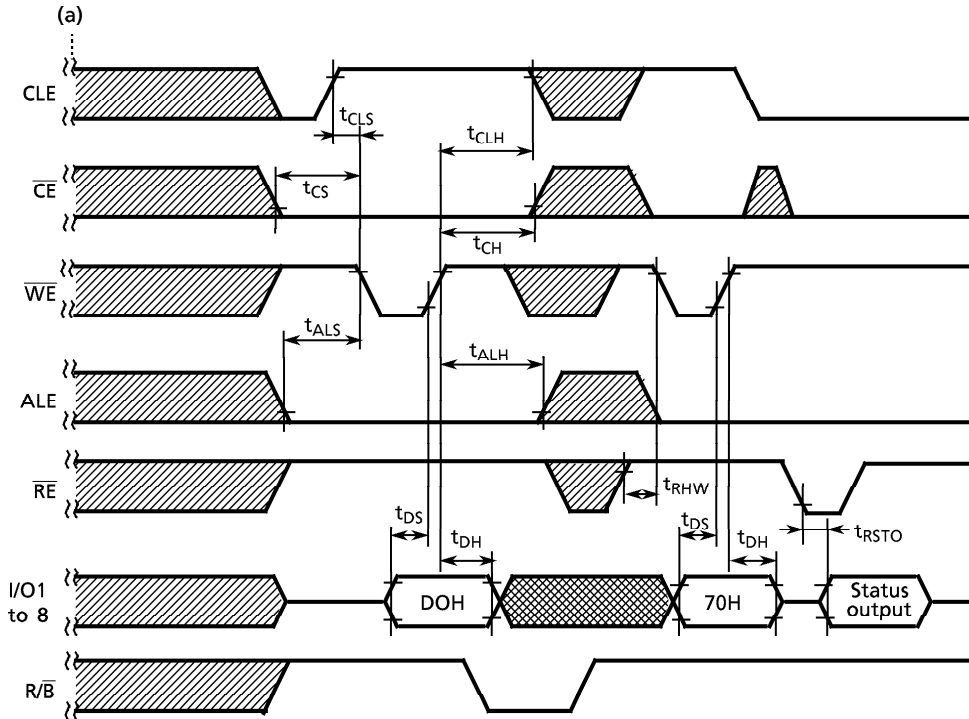 (a)
CLE
tCLS
tCLH
CE
tCS
tCH
WE
tALS
tALH
ALE
RE
tRHW
tDS
tDH
tDS
tDH
tRSTO
I/O1
to 8
DOH
70H
Status
output
R/B